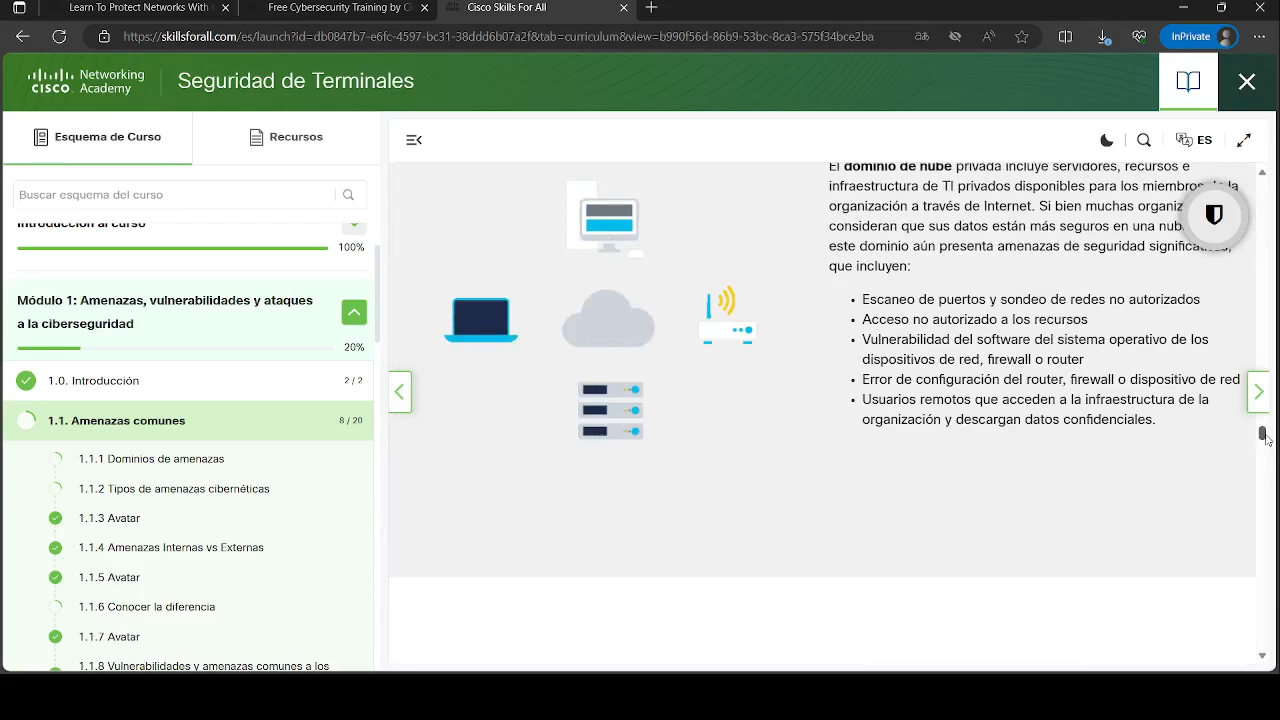 Learn To Protect Networks With
Free Cybersecurity Training by Ci
Cisco Skills For All
https://skillsforall.com/es/launch?id=db0847b7-e6fc-4597-bc31-38ddd6b07a2f&tab=curriculum&view=b990f56d-86b9-53bc-8ca3-575f34bce2ba
InPrivate
CISCO
Networking
Academy
Seguridad de Terminales
Esquema de Curso
Recursos
ES
Buscar esquema del curso
Introducción al curso
100%
Módulo 1: Amenazas, vulnerabilidades y ataques
a la ciberseguridad
20%
1.0. Introducción
2 / 2
1.1. Amenazas comunes
8 / 20
1.1.1 Dominios de amenazas
1.1.2 Tipos de amenazas cibernéticas
1.1.3 Avatar
1.1.4 Amenazas Internas vs Externas
1.1.5 Avatar
1.1.6 Conocer la diferencia
1.1.7 Avatar
1.1.8 Vulnerabilidades y amenazas comunes a los
El dominio de nube privada incluye servidores, recursos e
infraestructura de TI privados disponibles para los miembros de la
organización a través de Internet. Si bien muchas organiz
consideran que sus datos están más seguros en una nub
este dominio aún presenta amenazas de seguridad significat
que incluyen:
• Escaneo de puertos y sondeo de redes no autorizados
• Acceso no autorizado a los recursos
• Vulnerabilidad del software del sistema operativo de los
dispositivos de red, firewall o router
• Error de configuración del router, firewall o dispositivo de red
• Usuarios remotos que acceden a la infraestructura de la
organización y descargan datos confidenciales.